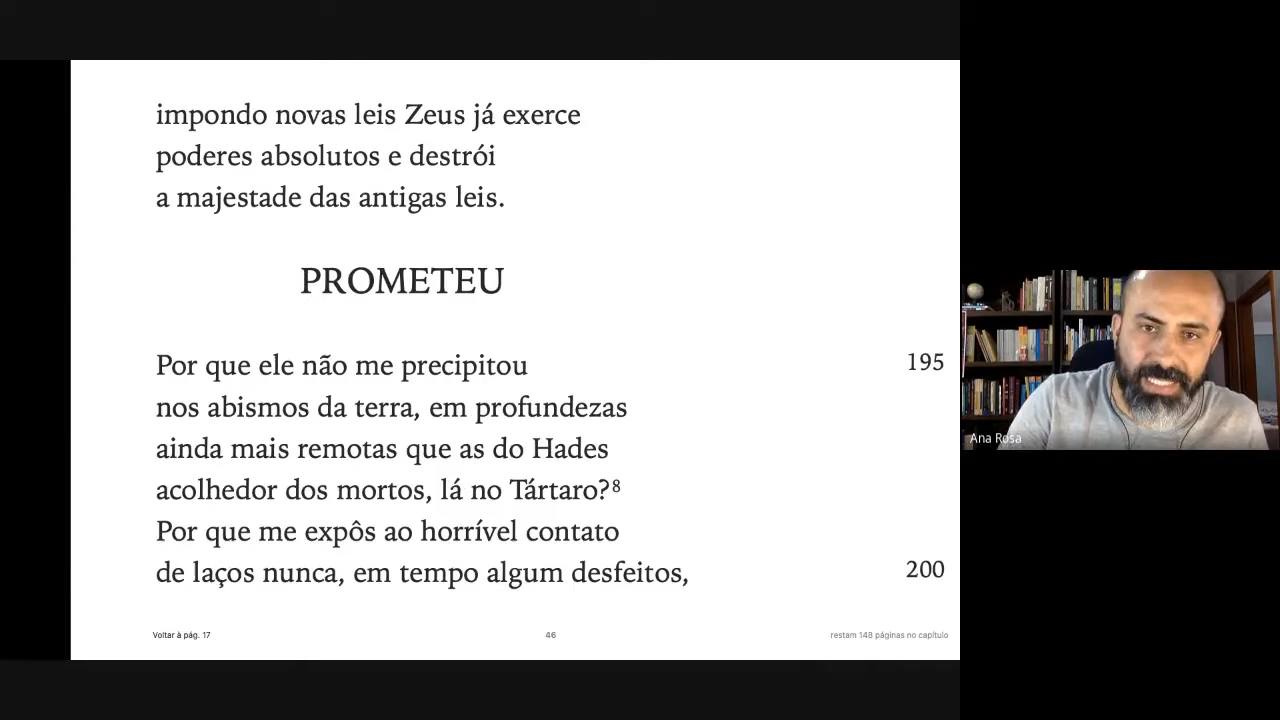 impondo novas leis Zeus já exerce
poderes absolutos e destrói
a majestade das antigas leis.
PROMETEU
Por que ele não me precipitou 195
nos abismos da terra, em profundezas
ainda mais remotas que as do Hades
acolhedor dos mortos, lá no Tártaro?⁸
Por que me expôs ao horrível contato
de laços nunca, em tempo algum desfeitos, 200
Voltar à pág. 17 46 restam 148 páginas no capítulo
Ana Rosa